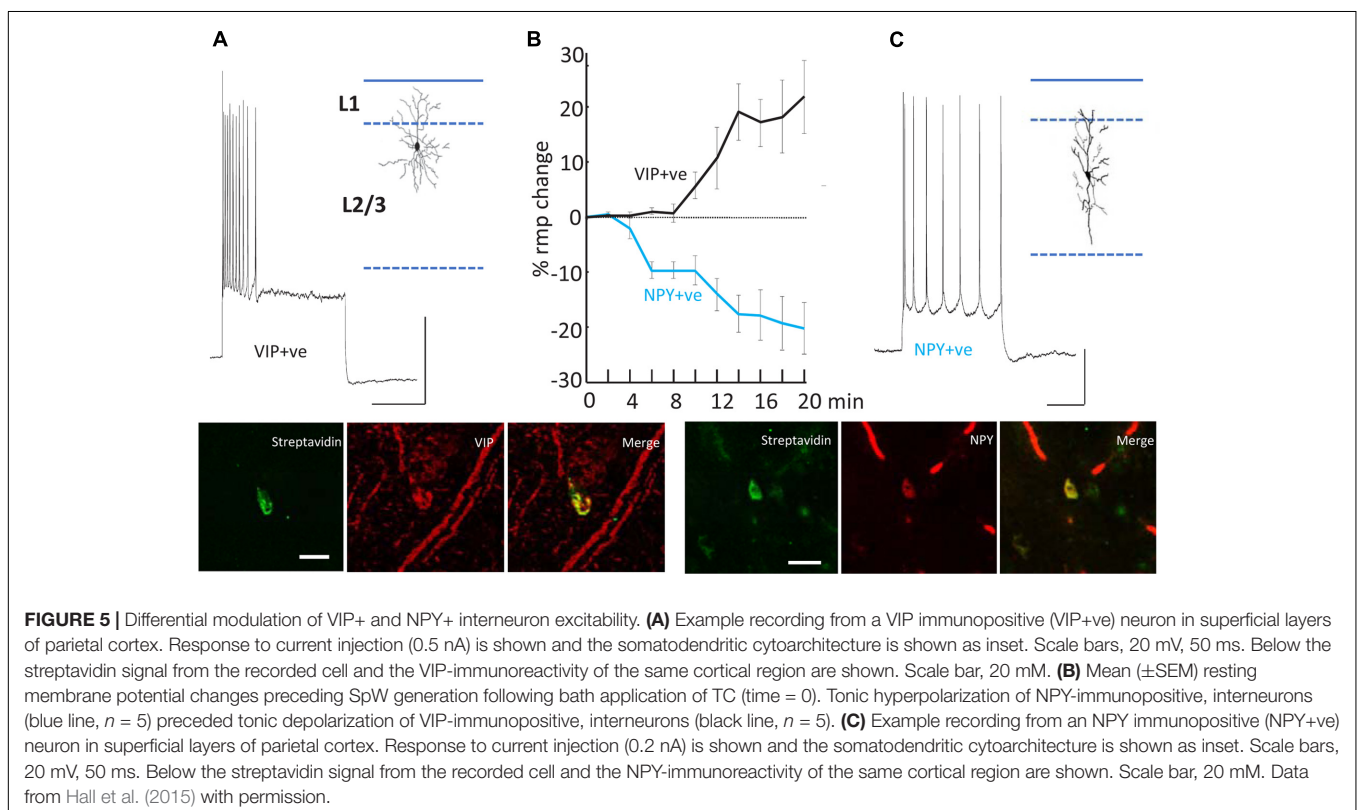 A
B
C
L1
L2/3
VIP+ve
30
20
10
0
-10
-20
-30
% rmp change
VIP+ve
NPY+ve
0 4 8 12 16 20 min
NPY+ve
Streptavidin
VIP
Merge
Streptavidin
NPY
Merge
FIGURE 5 | Differential modulation of VIP+ and NPY+ interneuron excitability. (A) Example recording from a VIP immunopositive (VIP+ve) neuron in superficial layers
of parietal cortex. Response to current injection (0.5 nA) is shown and the somatodendritic cytoarchitecture is shown as inset. Scale bars, 20 mV, 50 ms. Below the
streptavidin signal from the recorded cell and the VIP-immunoreactivity of the same cortical region are shown. Scale bar, 20 mM. (B) Mean (±SEM) resting
membrane potential changes preceding SpW generation following bath application of TC (time = 0). Tonic hyperpolarization of NPY-immunopositive, interneurons
(blue line, n = 5) preceded tonic depolarization of VIP-immunopositive, interneurons (black line, n = 5). (C) Example recording from an NPY immunopositive (NPY+ve)
neuron in superficial layers of parietal cortex. Response to current injection (0.2 nA) is shown and the somatodendritic cytoarchitecture is shown as inset. Scale bars,
20 mV, 50 ms. Below the streptavidin signal from the recorded cell and the NPY-immunoreactivity of the same cortical region are shown. Scale bar, 20 mM. Data
from Hall et al. (2015) with permission.